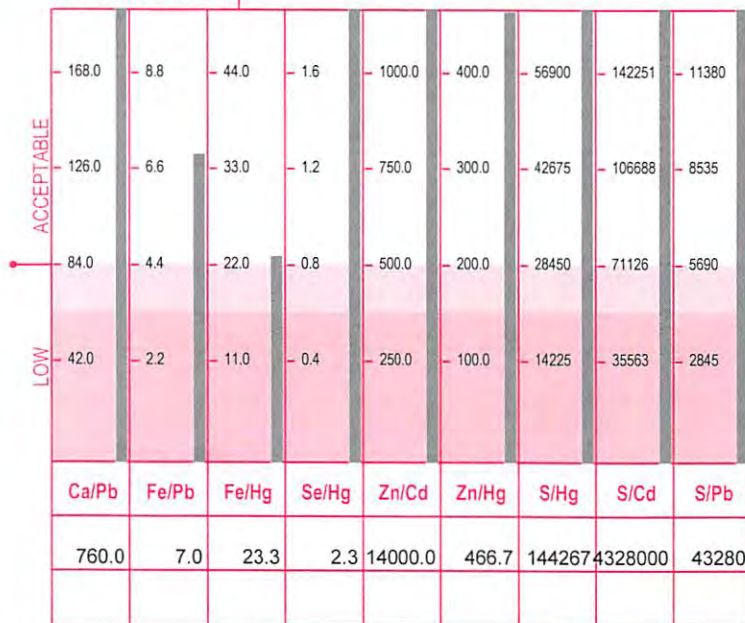 168.0 8.8 44.0 1.6 1000.0 400.0 56900 142251 11380
ACCEPTABLE
126.0 6.6 33.0 1.2 750.0 300.0 42675 106688 8535
84.0 4.4 22.0 0.8 500.0 200.0 28450 71126 5690
LOW
42.0 2.2 11.0 0.4 250.0 100.0 14225 35563 2845
Ca/Pb Fe/Pb Fe/Hg Se/Hg Zn/Cd Zn/Hg S/Hg S/Cd S/Pb
760.0 7.0 23.3 2.3 14000.0 466.7 144267 4328000 43280